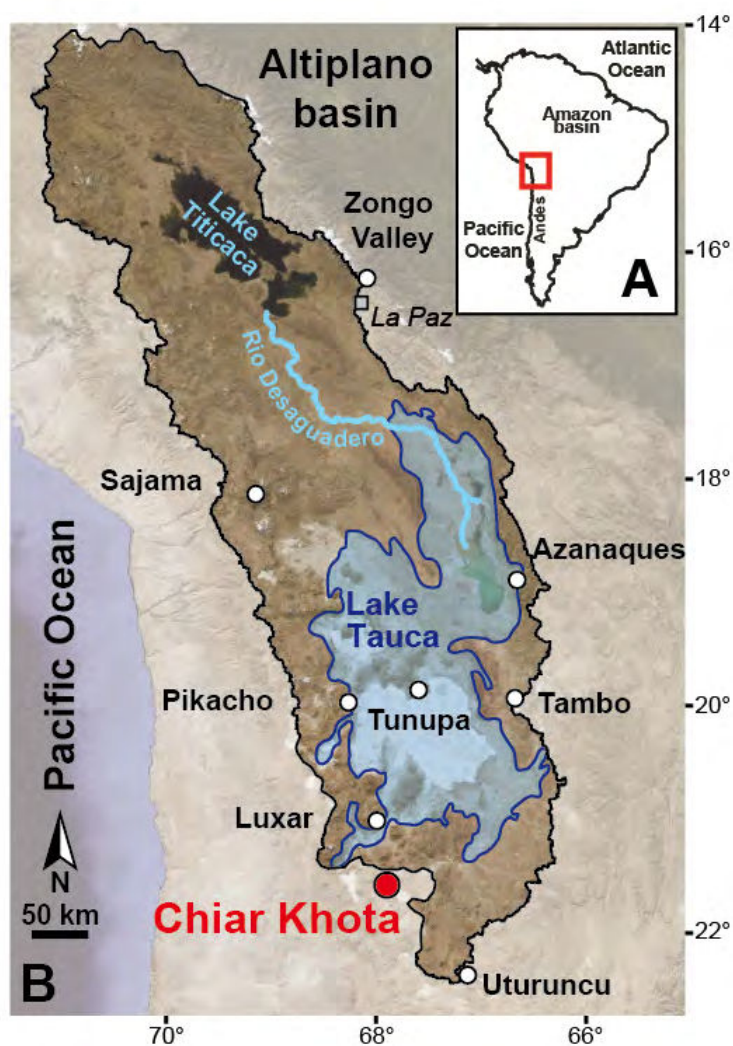 Altiplano
basin
Atlantic
Ocean
Amazon
basin
Andes
Pacific
Ocean
A
14°
16°
18°
20°
22°
Lake
Titicaca
Zongo
Valley
La Paz
Rio Desaguadero
Sajama
Azanaques
Lake
Tauca
Pacific Ocean
Pikacho
Tunupa
Tambo
Luxar
N
50 km
Chiar Khota
B
Uturuncu
70°
68°
66°